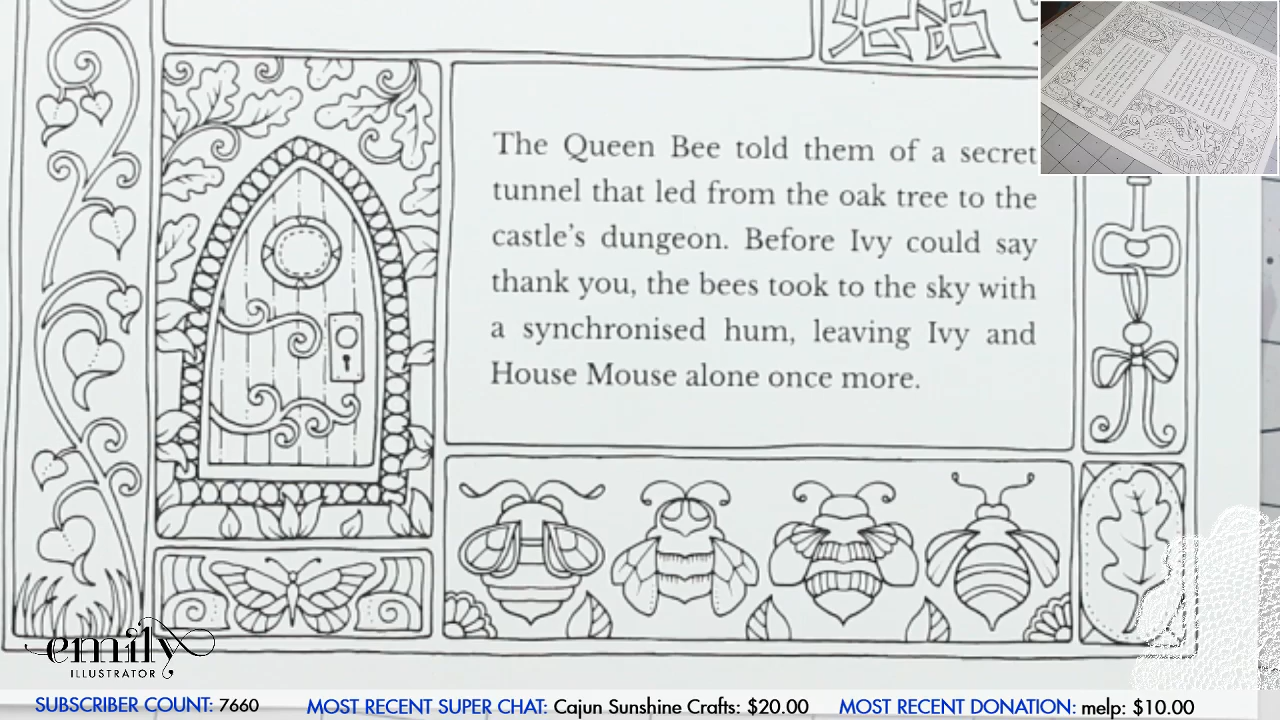 The Queen Bee told them of a secret
tunnel that led from the oak tree to the
castle's dungeon. Before Ivy could say
thank you, the bees took to the sky with
a synchronised hum, leaving Ivy and
House Mouse alone once more.
emily
ILLUSTRATOR
SUBSCRIBER COUNT: 7660 MOST RECENT SUPER CHAT: Cajun Sunshine Crafts: $20.00 MOST RECENT DONATION: melp: $10.00